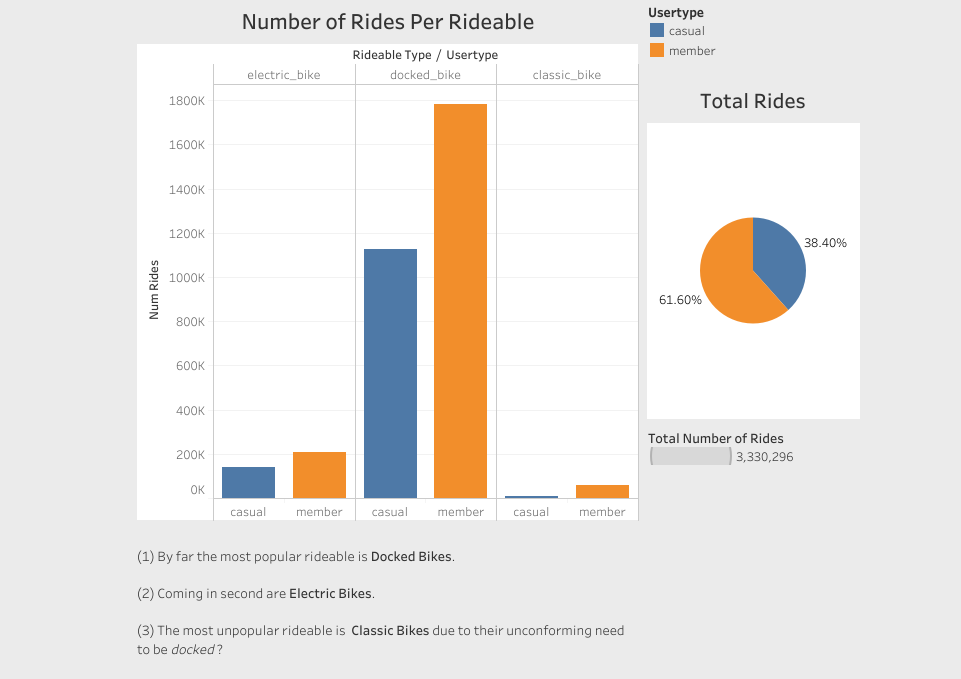 Number of Rides Per Rideable
Rideable Type / Usertype
electric_bike docked_bike classic_bike
1800K
1600K
1400K
1200K
1000K
800K
600K
400K
200K
0K
Num Rides
casual member casual member casual member
Usertype
casual
member
Total Rides
38.40%
61.60%
Total Number of Rides
3,330,296
(1) By far the most popular rideable is Docked Bikes.
(2) Coming in second are Electric Bikes.
(3) The most unpopular rideable is Classic Bikes due to their unconforming need
to be docked?